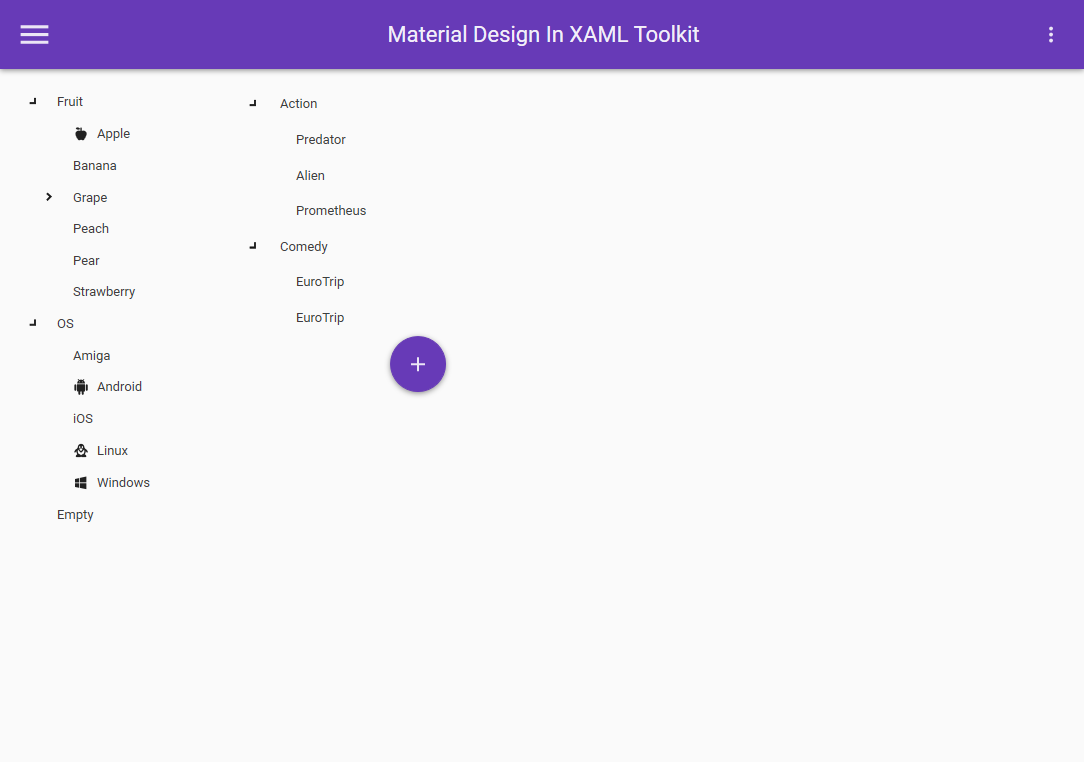 Material Design In XAML Toolkit
Fruit
Apple
Banana
Grape
Peach
Pear
Strawberry
OS
Amiga
Android
iOS
Linux
Windows
Empty
Action
Predator
Alien
Prometheus
Comedy
EuroTrip
EuroTrip